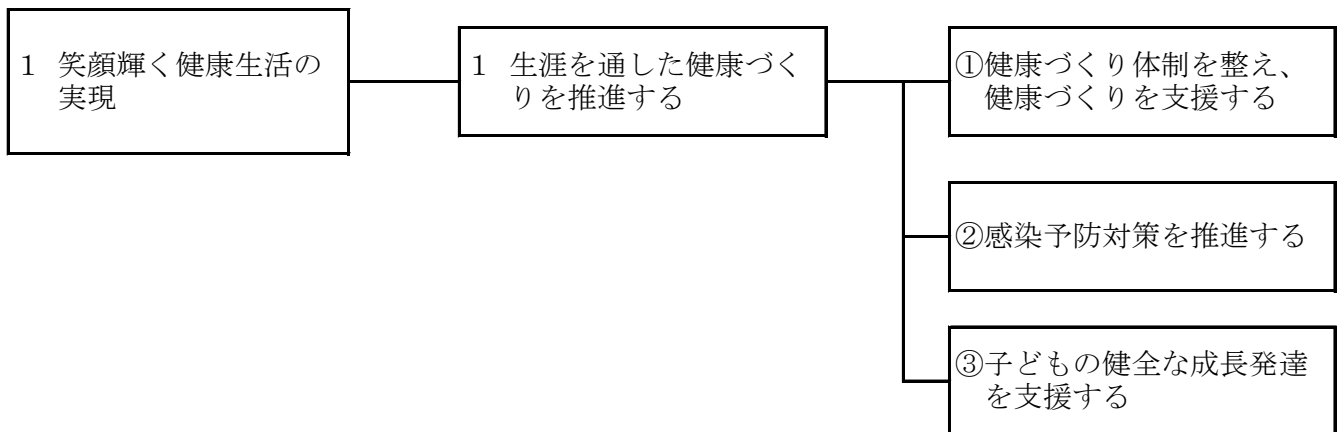 1 笑顔輝く健康生活の
実現
1 生涯を通した健康づく
りを推進する
①健康づくり体制を整え、
健康づくりを支援する
②感染予防対策を推進する
③子どもの健全な成長発達
を支援する